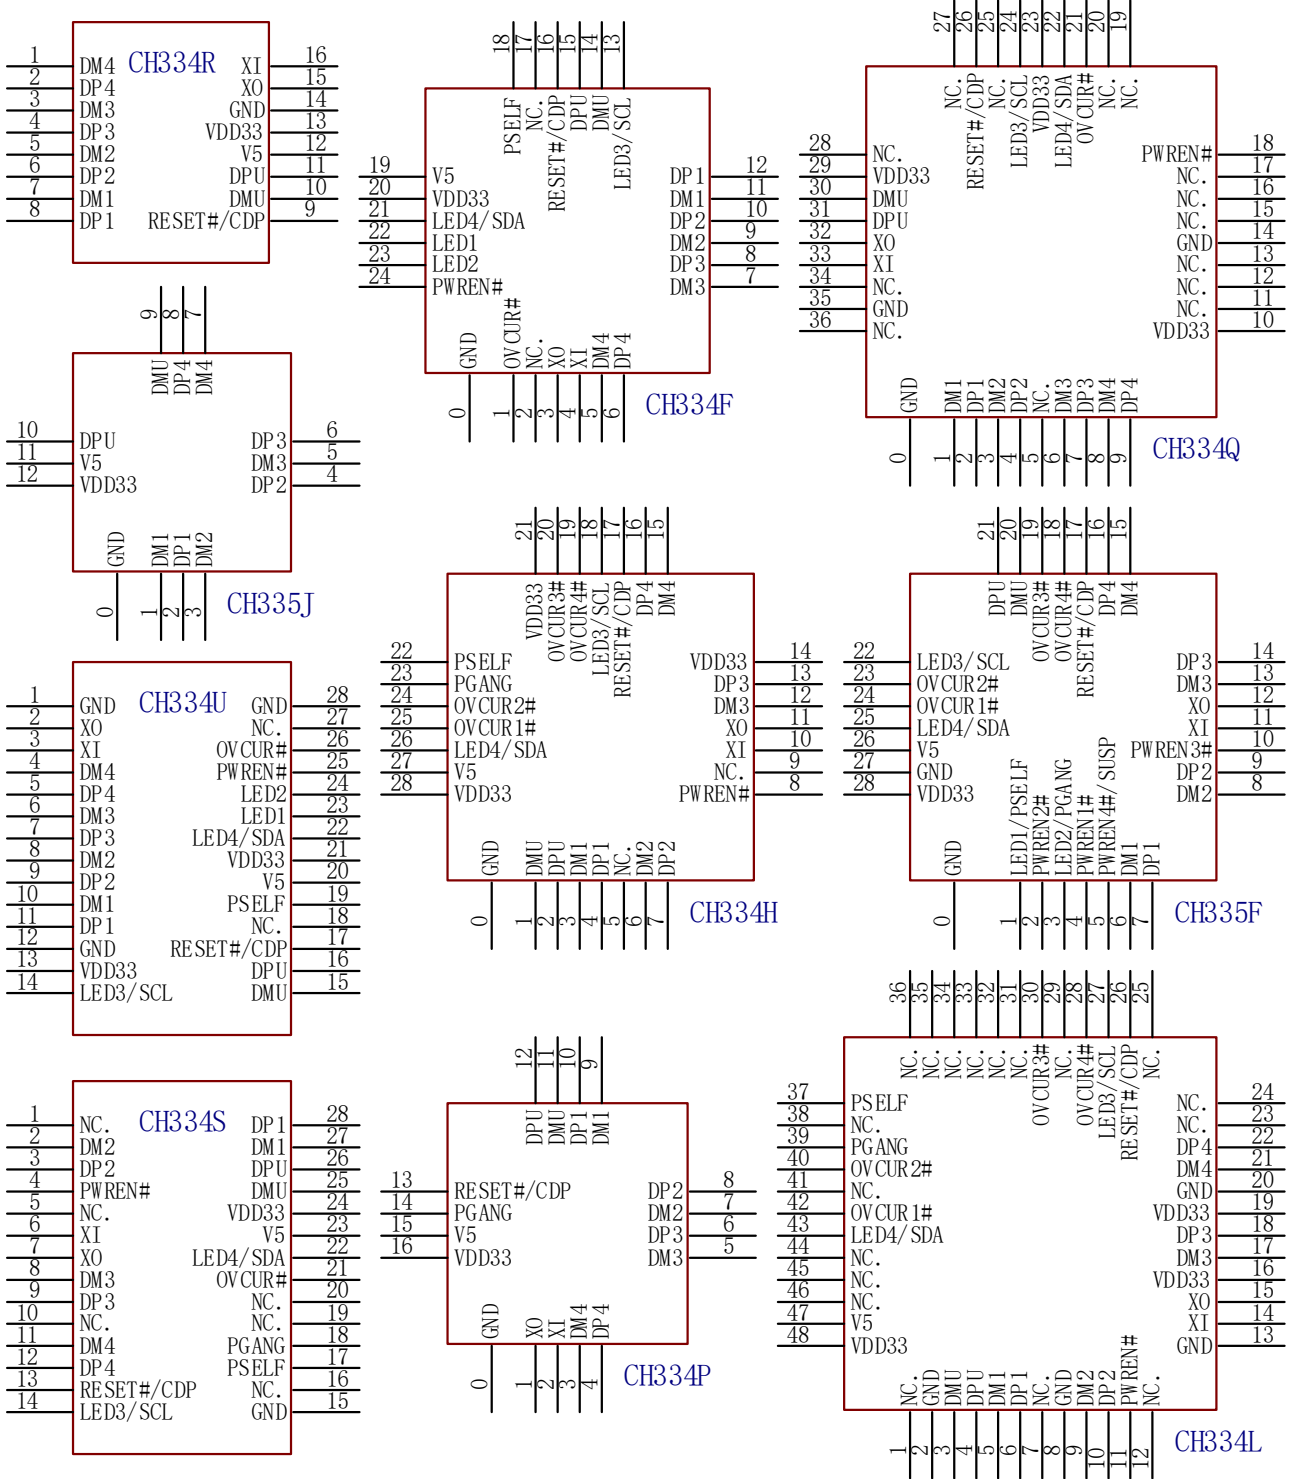 CH334R
1 DM4 XI 16
2 DP4 XO 15
3 DM3 GND 14
4 DP3 VDD33 13
5 DM2 V5 12
6 DP2 DPU 11
7 DM1 DMU 10
8 DP1 RESET#/CDP 9
18 17 16 15 14 13
PSELF NC. RESET#/CDP DPU DMU LED3/SCL
19 V5 DP1 12
20 VDD33 DM1 11
21 LED4/SDA DP2 10
22 LED1 DM2 9
23 LED2 DP3 8
24 PWREN# DM3 7
GND OVCUR# NC. XO XI DM4 DP4
0 1 2 3 4 5 6
CH334F
27 26 25 24 23 22 21 20 19
NC. RESET#/CDP NC. LED3/SCL VDD33 LED4/SDA OVCUR# NC. NC.
28 NC. PWREN# 18
29 VDD33 NC. 17
30 DMU NC. 16
31 DPU NC. 15
32 XO GND 14
33 XI NC. 13
34 NC. NC. 12
35 GND NC. 11
36 NC. VDD33 10
GND DM1 DP1 DM2 DP2 NC. DM3 DP3 DM4 DP4
0 1 2 3 4 5 6 7 8 9
CH334Q
9 8 7
DMU DP4 DM4
10 DPU DP3 6
11 V5 DM3 5
12 VDD33 DP2 4
GND DM1 DP1 DM2
0 1 2 3
CH335J
21 20 19 18 17 16 15
VDD33 OVCUR3# OVCUR4# LED3/SCL RESET#/CDP DP4 DM4
22 PSELF VDD33 14
23 PGANG DP3 13
24 OVCUR2# DM3 12
25 OVCUR1# XO 11
26 LED4/SDA XI 10
27 V5 NC. 9
28 VDD33 PWREN# 8
GND DMU DPU DM1 DP1 NC. DM2 DP2
0 1 2 3 4 5 6 7
CH334H
21 20 19 18 17 16 15
DPU DMU OVCUR3# OVCUR4# RESET#/CDP DP4 DM4
22 LED3/SCL DP3 14
23 OVCUR2# DM3 13
24 OVCUR1# XO 12
25 LED4/SDA XI 11
26 V5 PWREN3# 10
27 GND DP2 9
28 VDD33 DM2 8
GND LED1/PSELF PWREN2# LED2/PGANG PWREN1# PWREN4#/SUSP DM1 DP1
0 1 2 3 4 5 6 7
CH335F
CH334U
1 GND GND 28
2 XO NC. 27
3 XI OVCUR# 26
4 DM4 PWREN# 25
5 DP4 LED2 24
6 DM3 LED1 23
7 DP3 LED4/SDA 22
8 DM2 VDD33 21
9 DP2 V5 20
10 DM1 PSELF 19
11 DP1 NC. 18
12 GND RESET#/CDP 17
13 VDD33 DPU 16
14 LED3/SCL DMU 15
CH334S
1 NC. DP1 28
2 DM2 DM1 27
3 DP2 DPU 26
4 PWREN# DMU 25
5 NC. VDD33 24
6 XI V5 23
7 XO LED4/SDA 22
8 DM3 OVCUR# 21
9 DP3 NC. 20
10 NC. NC. 19
11 DM4 PGANG 18
12 DP4 PSELF 17
13 RESET#/CDP NC. 16
14 LED3/SCL GND 15
12 11 10 9
DPU DMU DP1 DM1
13 RESET#/CDP DP2 8
14 PGANG DM2 7
15 V5 DP3 6
16 VDD33 DM3 5
GND XO XI DM4 DP4
0 1 2 3 4
CH334P
36 35 34 33 32 31 30 29 28 27 26 25
NC. NC. NC. NC. NC. NC. OVCUR3# NC. OVCUR4# LED3/SCL RESET#/CDP NC.
37 PSELF NC. 24
38 NC. NC. 23
39 PGANG DP4 22
40 OVCUR2# DM4 21
41 NC. GND 20
42 OVCUR1# VDD33 19
43 LED4/SDA DP3 18
44 NC. DM3 17
45 NC. VDD33 16
46 NC. XO 15
47 V5 XI 14
48 VDD33 GND 13
NC. GND DMU DPU DM1 DP1 NC. GND DM2 DP2 PWREN# NC.
1 2 3 4 5 6 7 8 9 10 11 12
CH334L